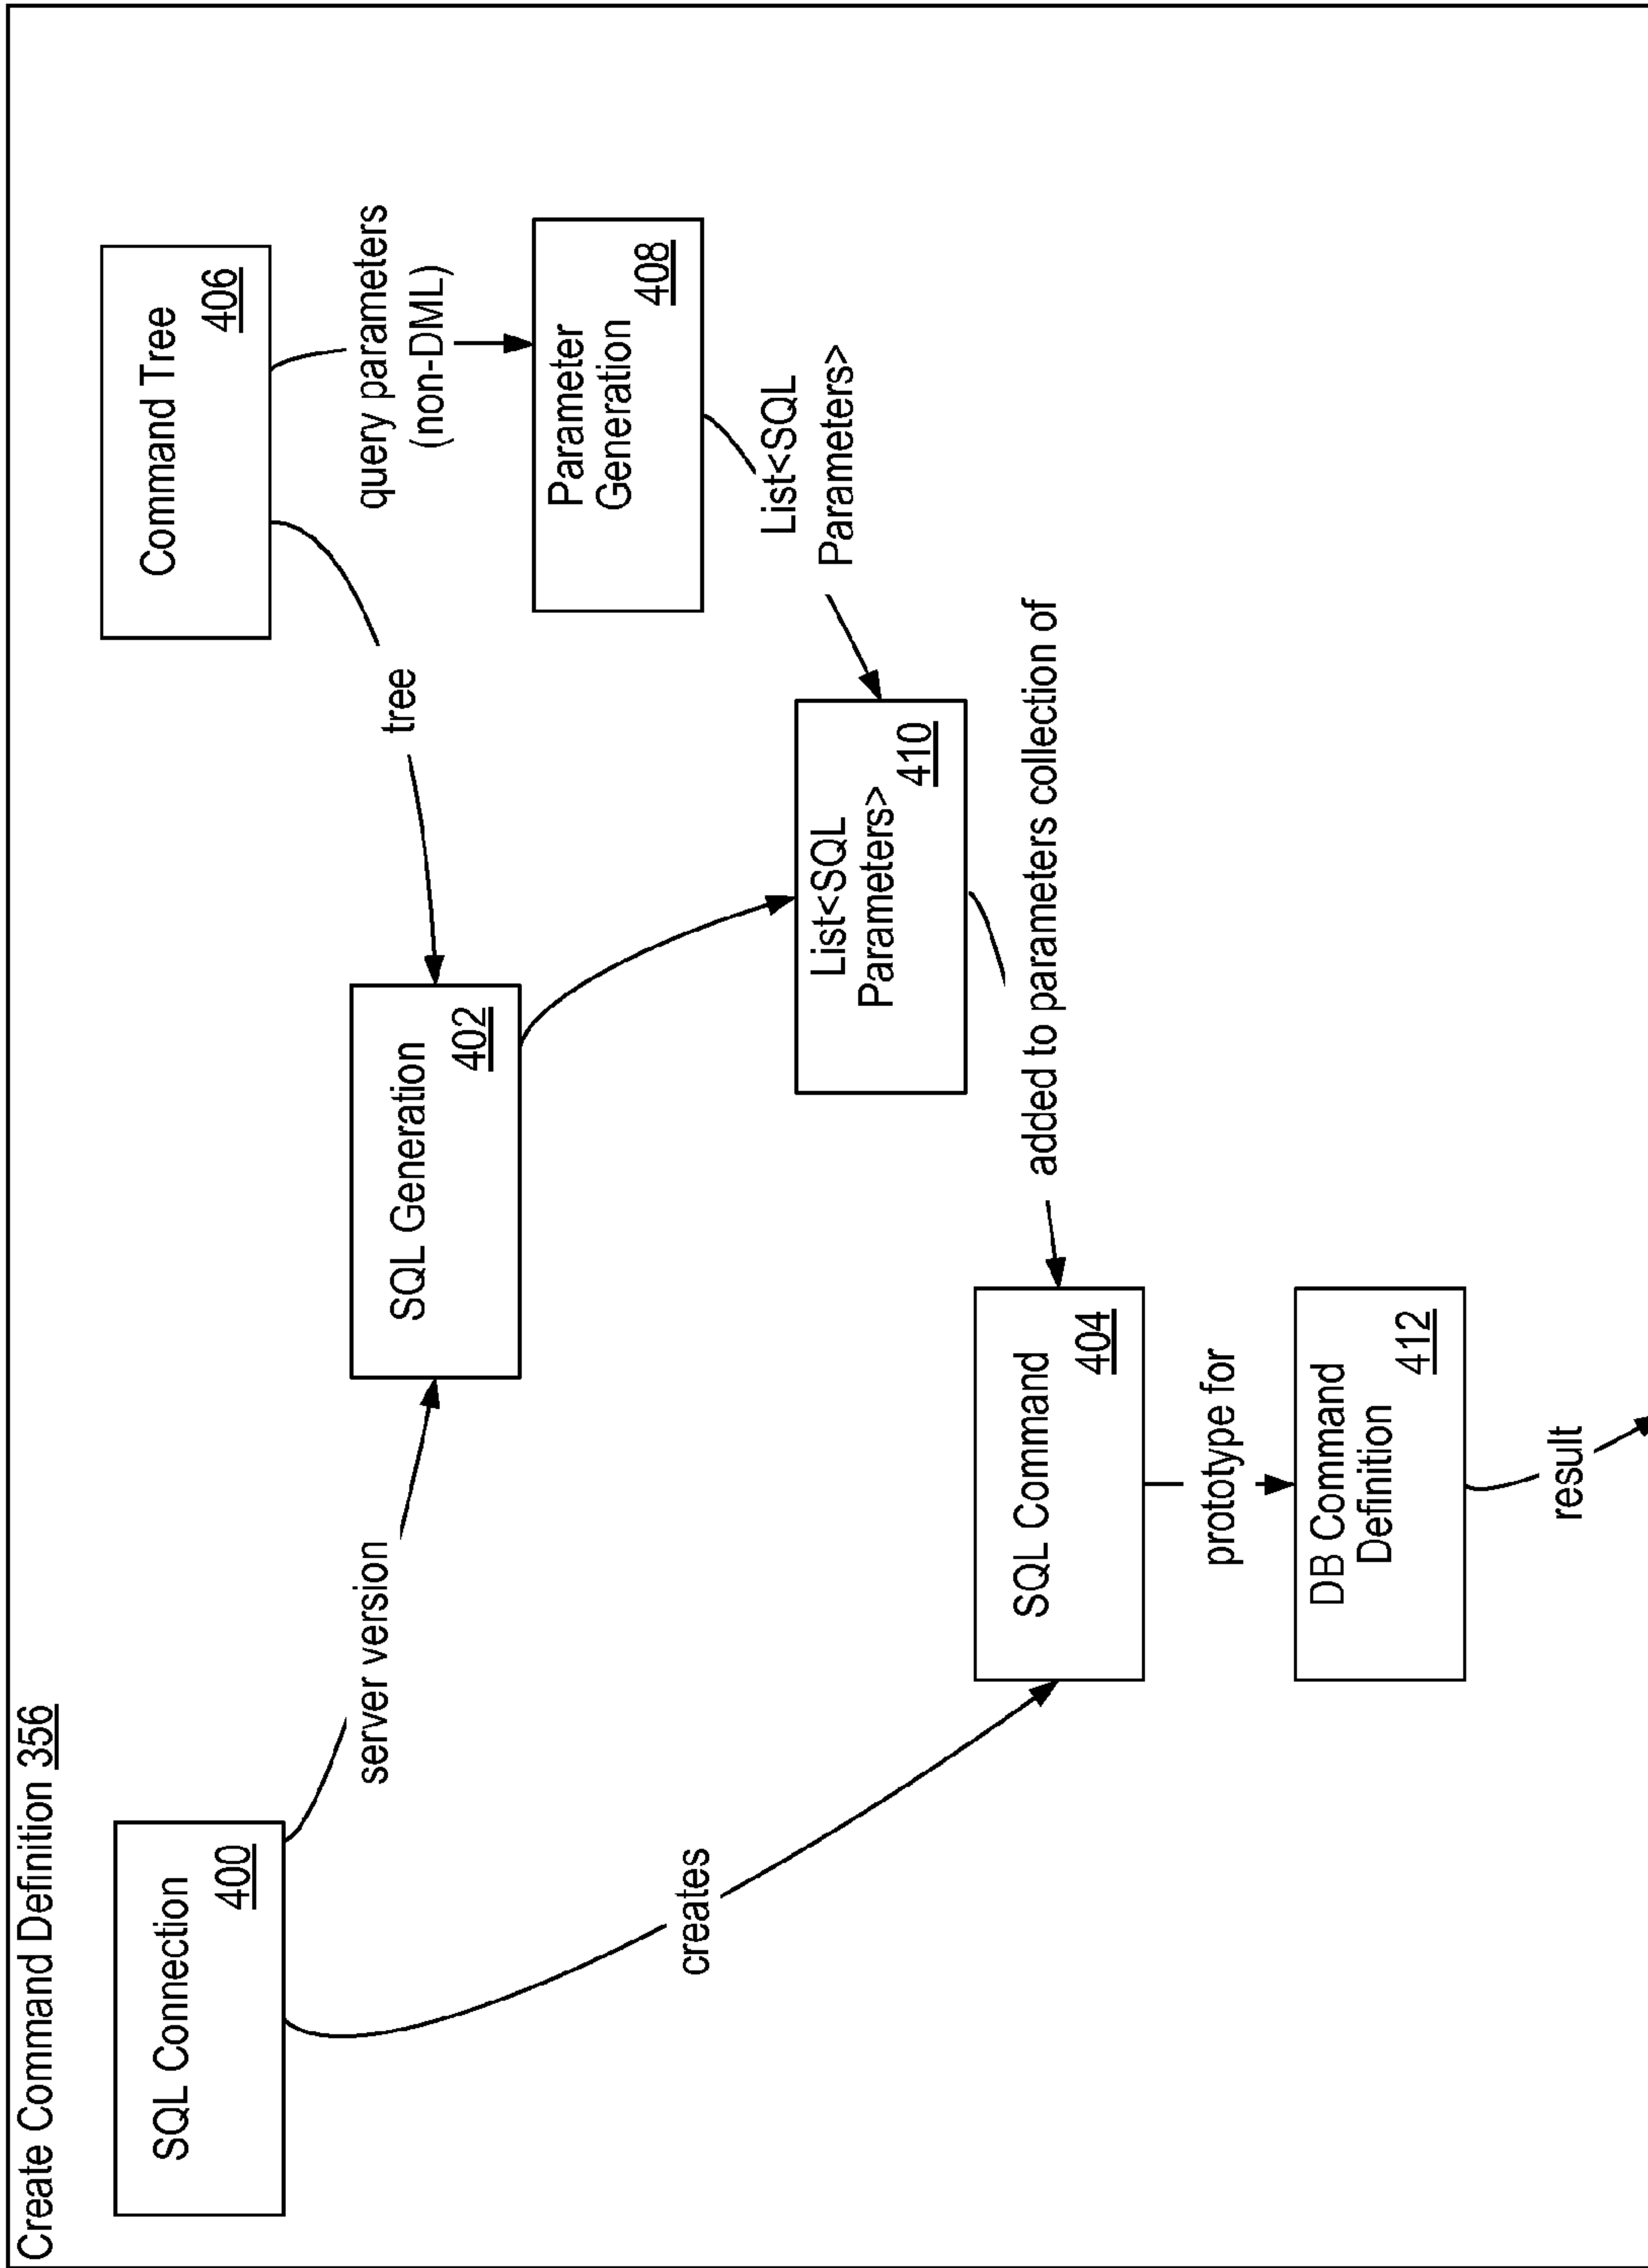 Create Command Definition 356
SQL Connection
400
Command Tree
406
server version
tree
query parameters
(non-DML)
SQL Generation
402
Parameter
Generation
408
creates
List<SQL
Parameters>
List<SQL
Parameters>
410
added to parameters collection of
SQL Command
404
prototype for
DB Command
Definition
412
result